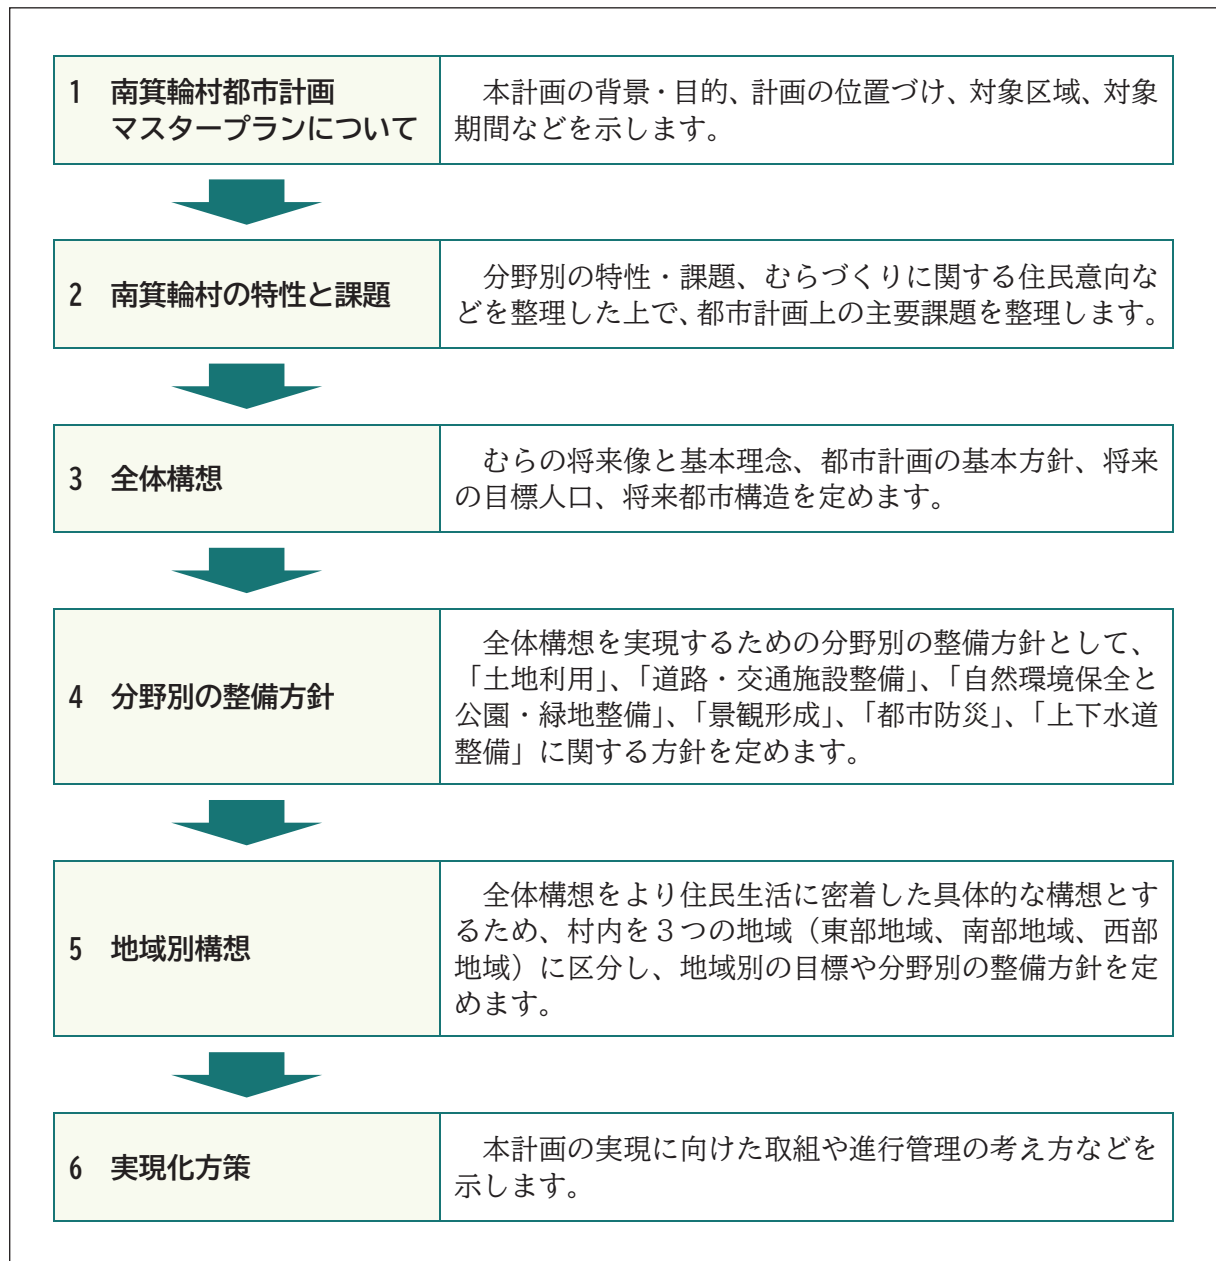 1 南箕輪村都市計画
マスタープランについて
本計画の背景・目的、計画の位置づけ、対象区域、対象
期間などを示します。
2 南箕輪村の特性と課題
分野別の特性・課題、むらづくりに関する住民意向な
どを整理した上で、都市計画上の主要課題を整理します。
3 全体構想
むらの将来像と基本理念、都市計画の基本方針、将来
の目標人口、将来都市構造を定めます。
4 分野別の整備方針
全体構想を実現するための分野別の整備方針として、
「土地利用」、「道路・交通施設整備」、「自然環境保全と
公園・緑地整備」、「景観形成」、「都市防災」、「上下水道
整備」に関する方針を定めます。
5 地域別構想
全体構想をより住民生活に密着した具体的な構想とす
るため、村内を３つの地域（東部地域、南部地域、西部
地域）に区分し、地域別の目標や分野別の整備方針を定
めます。
6 実現化方策
本計画の実現に向けた取組や進行管理の考え方などを
示します。